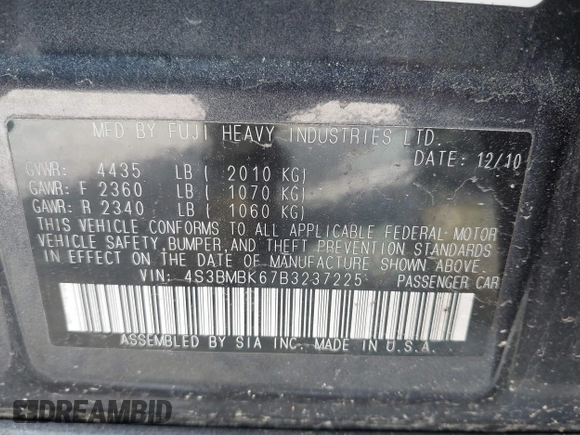 MFD BY FUJI HEAVY INDUSTRIES LTD.
DATE: 12/10
GVWR: 4435 LB ( 2010 KG)
GAWR: F 2360 LB ( 1070 KG)
GAWR: R 2340 LB ( 1060 KG)
THIS VEHICLE CONFORMS TO ALL APPLICABLE FEDERAL MOTOR
VEHICLE SAFETY, BUMPER, AND THEFT PREVENTION STANDARDS
IN EFFECT ON THE DATE OF MANUFACTURE SHOWN ABOVE.
VIN: 4S3BMBK67B3237225 PASSENGER CAR
ASSEMBLED BY SIA INC. MADE IN U.S.A.
DREAMBID